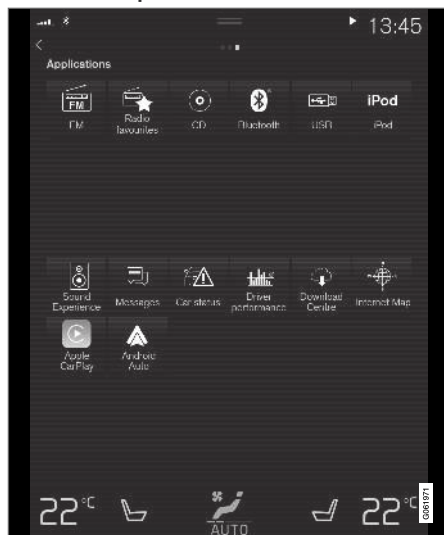 13:45
Applications
FM
iPod
FM
Radio
favourites
CD
Bluetooth
USB
iPod
Sound
Experience
Messages
Car status
Driver
performance
Download
Centre
Internet Map
Apple
CarPlay
Android
Auto
22°C
22°C
AUTO
G061971